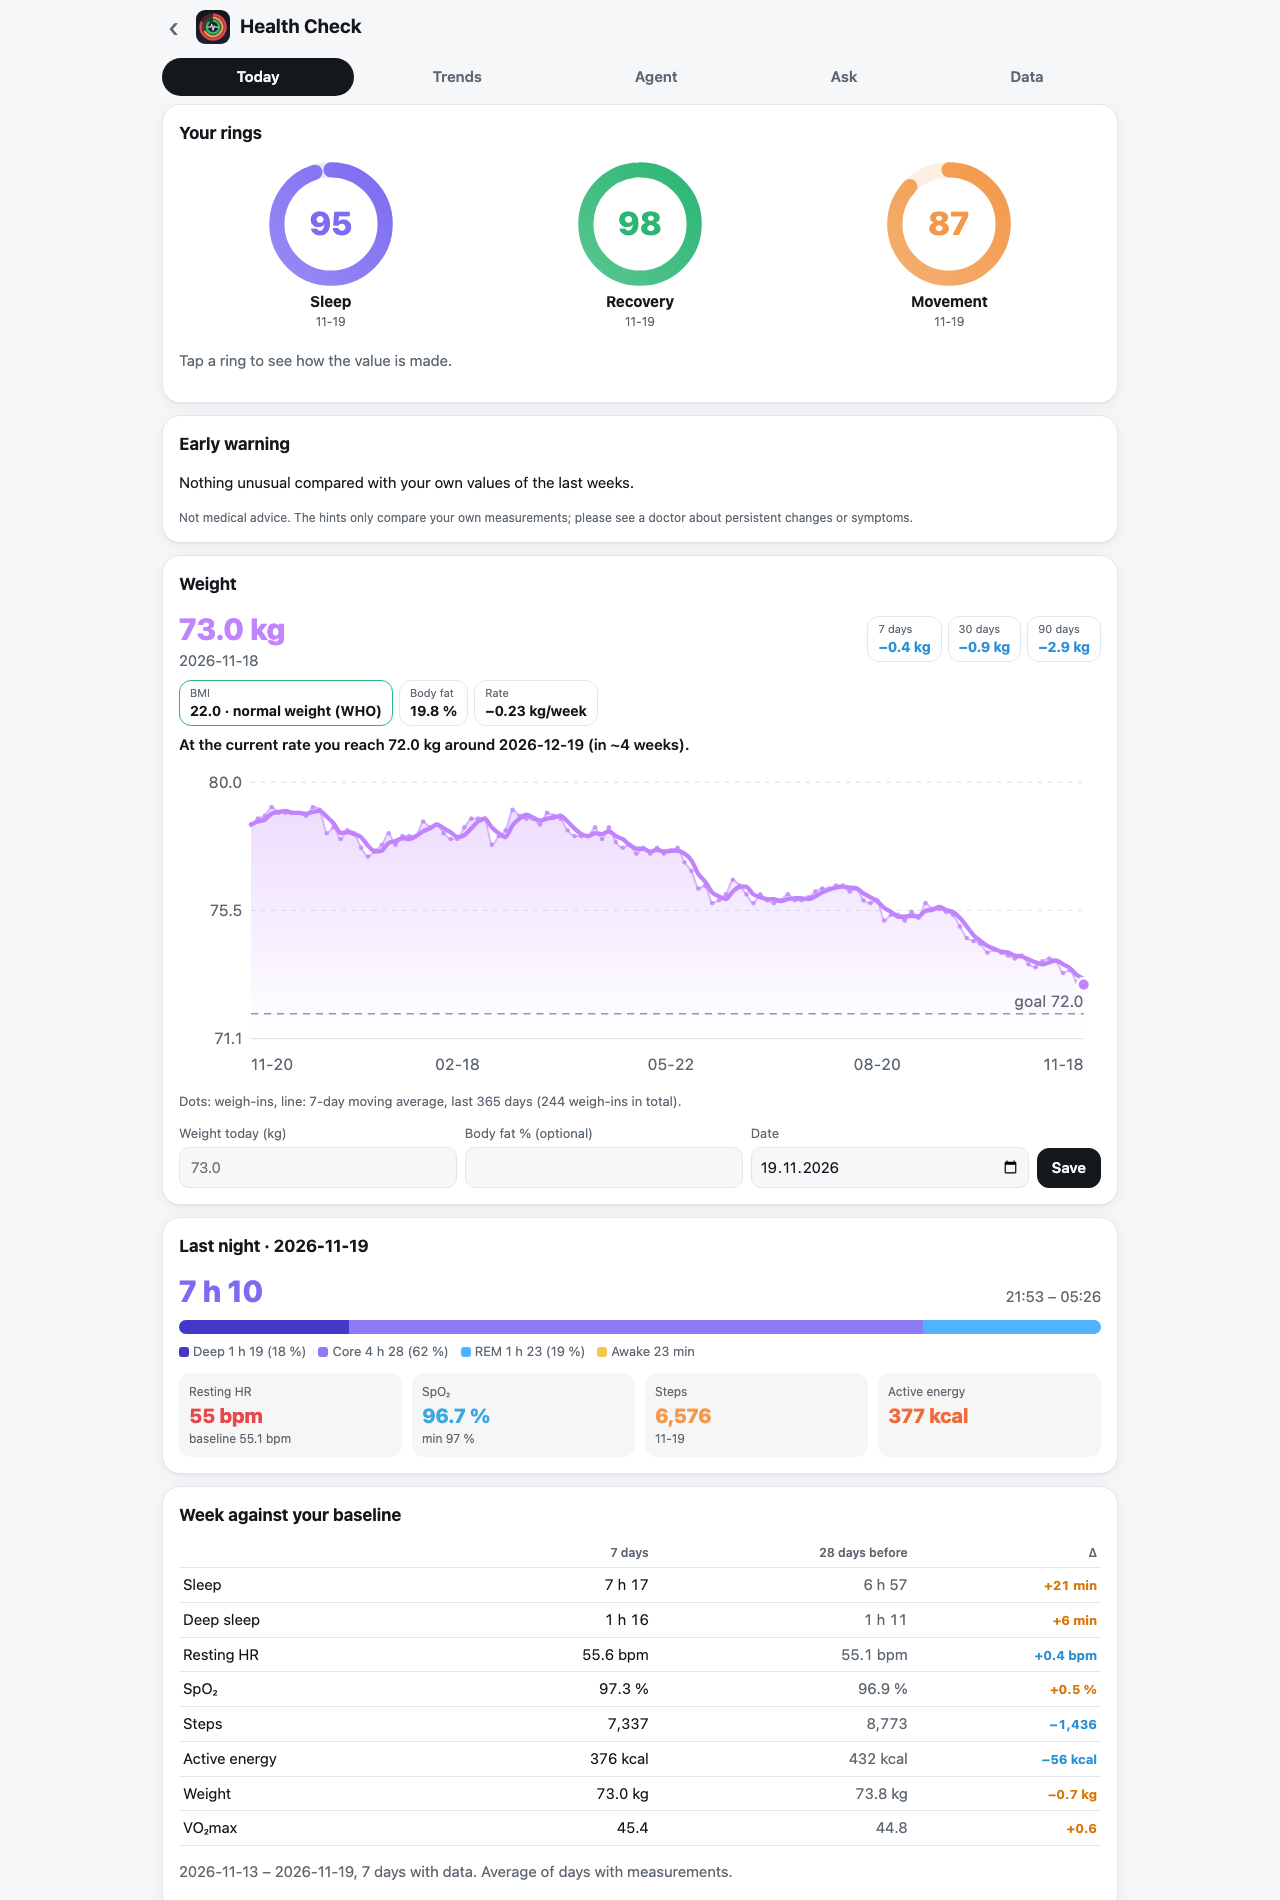 ‹ Health Check
Today Trends Agent Ask Data
Your rings
95 98 87
Sleep Recovery Movement
11-19 11-19 11-19
Tap a ring to see how the value is made.
Early warning
Nothing unusual compared with your own values of the last weeks.
Not medical advice. The hints only compare your own measurements; please see a doctor about persistent changes or symptoms.
Weight
73.0 kg
2026-11-18
7 days 30 days 90 days
−0.4 kg −0.9 kg −2.9 kg
BMI Body fat Rate
22.0 · normal weight (WHO) 19.8 % −0.23 kg/week
At the current rate you reach 72.0 kg around 2026-12-19 (in ~4 weeks).
80.0
75.5
goal 72.0
71.1
11-20 02-18 05-22 08-20 11-18
Dots: weigh-ins, line: 7-day moving average, last 365 days (244 weigh-ins in total).
Weight today (kg) Body fat % (optional) Date
73.0 19.11.2026 Save
Last night · 2026-11-19
7 h 10 21:53 – 05:26
Deep 1 h 19 (18 %) Core 4 h 28 (62 %) REM 1 h 23 (19 %) Awake 23 min
Resting HR SpO₂ Steps Active energy
55 bpm 96.7 % 6,576 377 kcal
baseline 55.1 bpm min 97 % 11-19
Week against your baseline
7 days 28 days before Δ
Sleep 7 h 17 6 h 57 +21 min
Deep sleep 1 h 16 1 h 11 +6 min
Resting HR 55.6 bpm 55.1 bpm +0.4 bpm
SpO₂ 97.3 % 96.9 % +0.5 %
Steps 7,337 8,773 −1,436
Active energy 376 kcal 432 kcal −56 kcal
Weight 73.0 kg 73.8 kg −0.7 kg
VO₂max 45.4 44.8 +0.6
2026-11-13 – 2026-11-19, 7 days with data. Average of days with measurements.